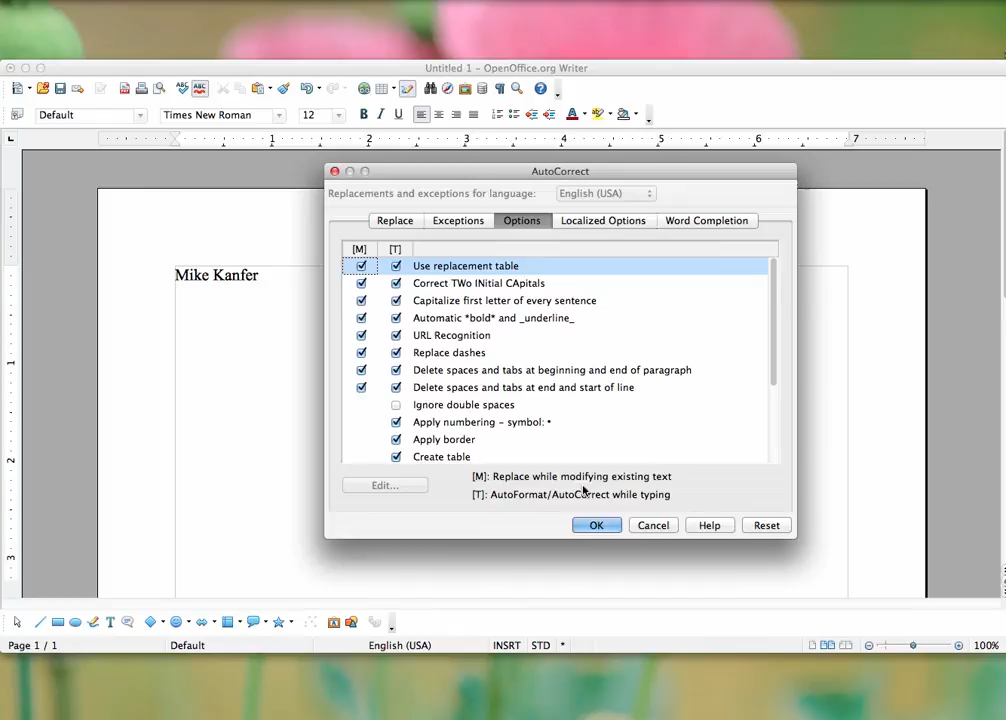 Untitled 1 - OpenOffice.org Writer
Default Times New Roman 12
1 2 3 4 5 6 7
AutoCorrect
Replacements and exceptions for language: English (USA)
Replace Exceptions Options Localized Options Word Completion
[M] [T]
Use replacement table
Correct TWo INitial CApitals
Capitalize first letter of every sentence
Automatic *bold* and _underline_
URL Recognition
Replace dashes
Delete spaces and tabs at beginning and end of paragraph
Delete spaces and tabs at end and start of line
Ignore double spaces
Apply numbering - symbol: •
Apply border
Create table
[M]: Replace while modifying existing text
Edit...
[T]: AutoFormat/AutoCorrect while typing
OK Cancel Help Reset
Mike Kanfer
1
2
3
Page 1 / 1 Default English (USA) INSRT STD * 100%